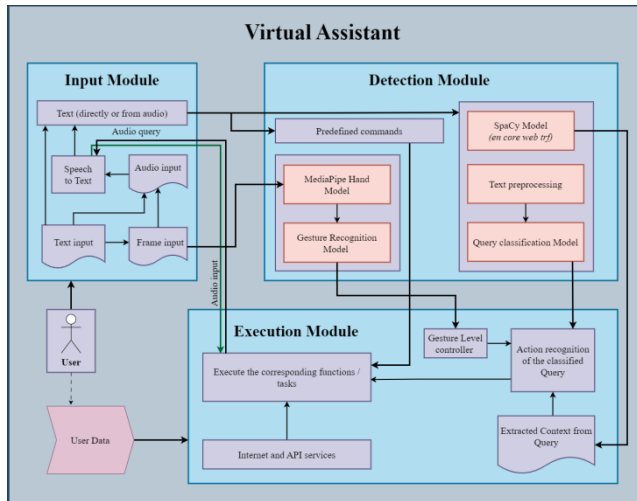 Virtual Assistant
Input Module
Text (directly or from audio)
Audio query
Speech
to Text
Audio input
Text input
Frame input
User
User Data
Detection Module
Predefined commands
MediaPipe Hand
Model
Gesture Recognition
Model
SpaCy Model
(en core web trf)
Text preprocessing
Query classification Model
Audio input
Execution Module
Execute the corresponding functions /
tasks
Internet and API services
Gesture Level
controller
Action recognition
of the classified
Query
Extracted Context from
Query